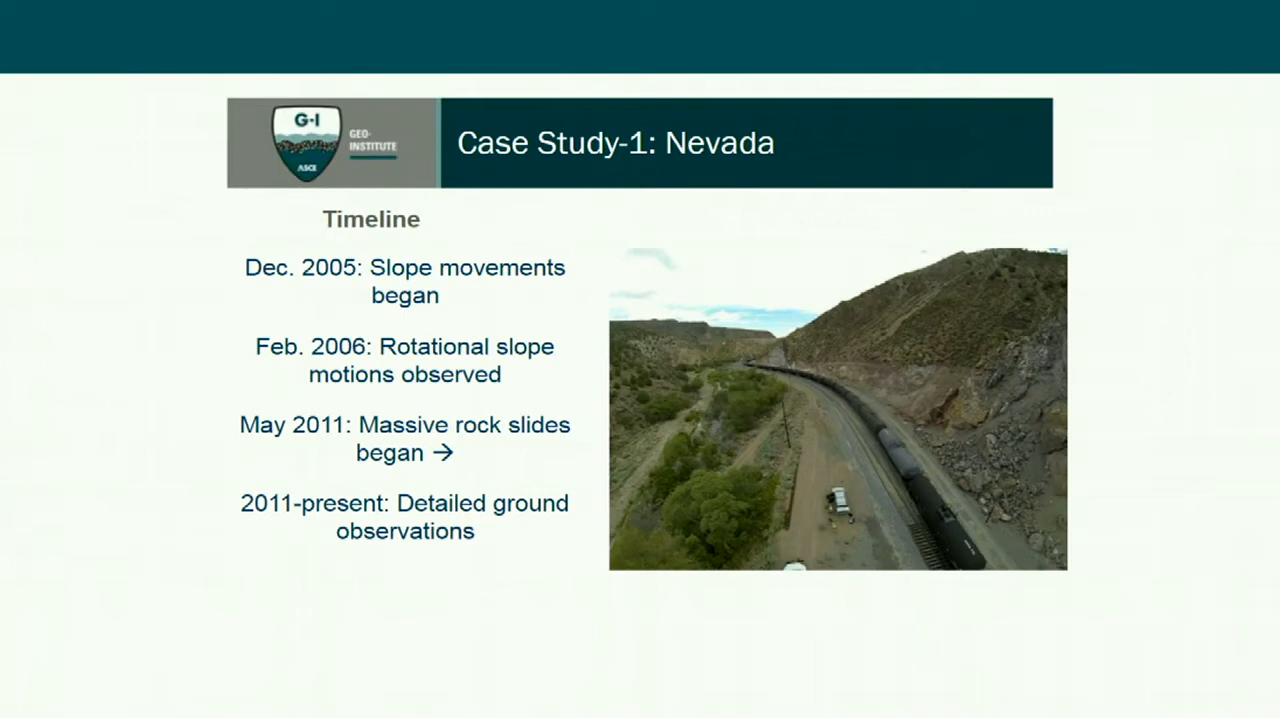 G-I
GEO-
INSTITUTE
ASCE
Case Study-1: Nevada
Timeline
Dec. 2005: Slope movements
began
Feb. 2006: Rotational slope
motions observed
May 2011: Massive rock slides
began →
2011-present: Detailed ground
observations